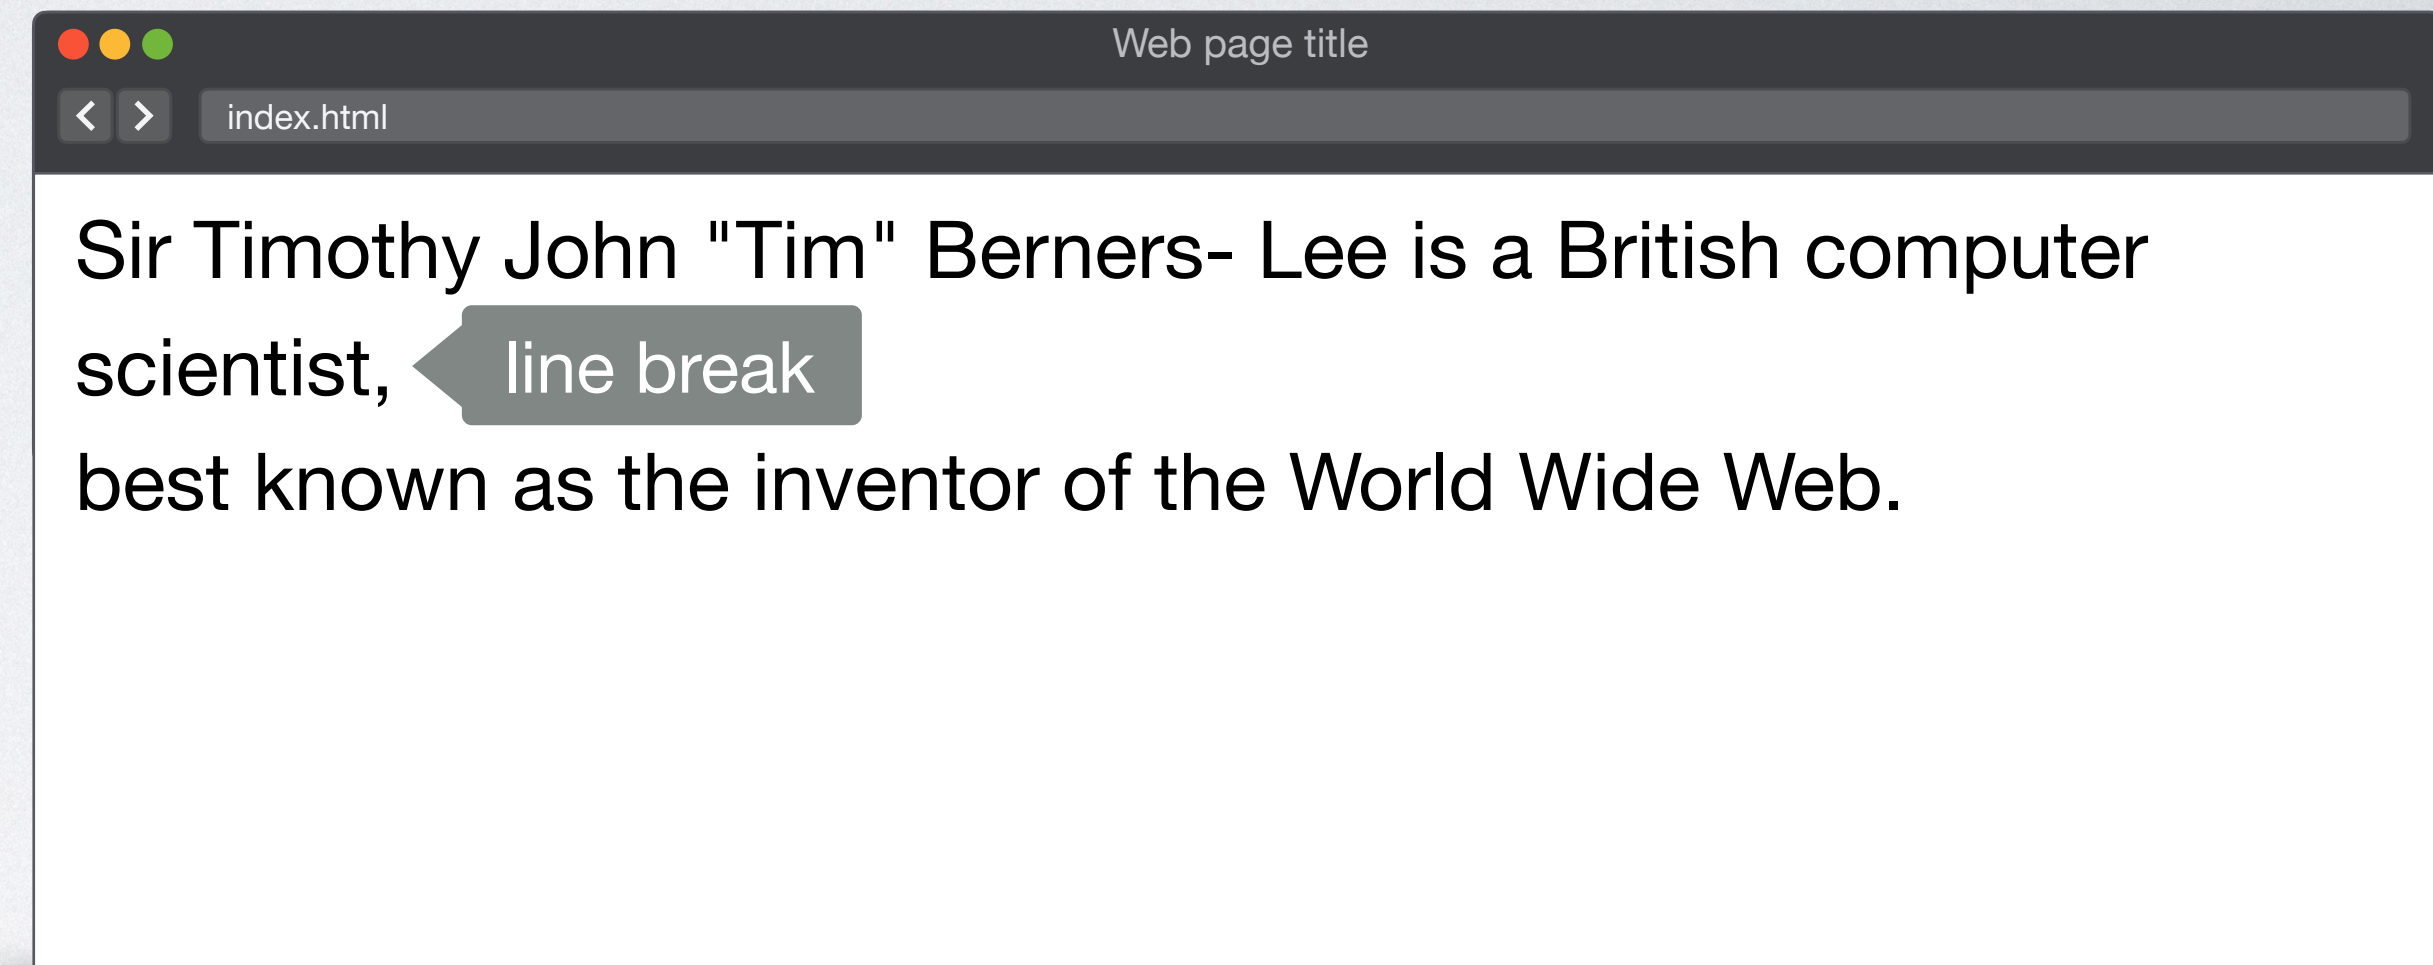 Web page title
index.html
Sir Timothy John "Tim" Berners- Lee is a British computer
scientist,
line break
best known as the inventor of the World Wide Web.